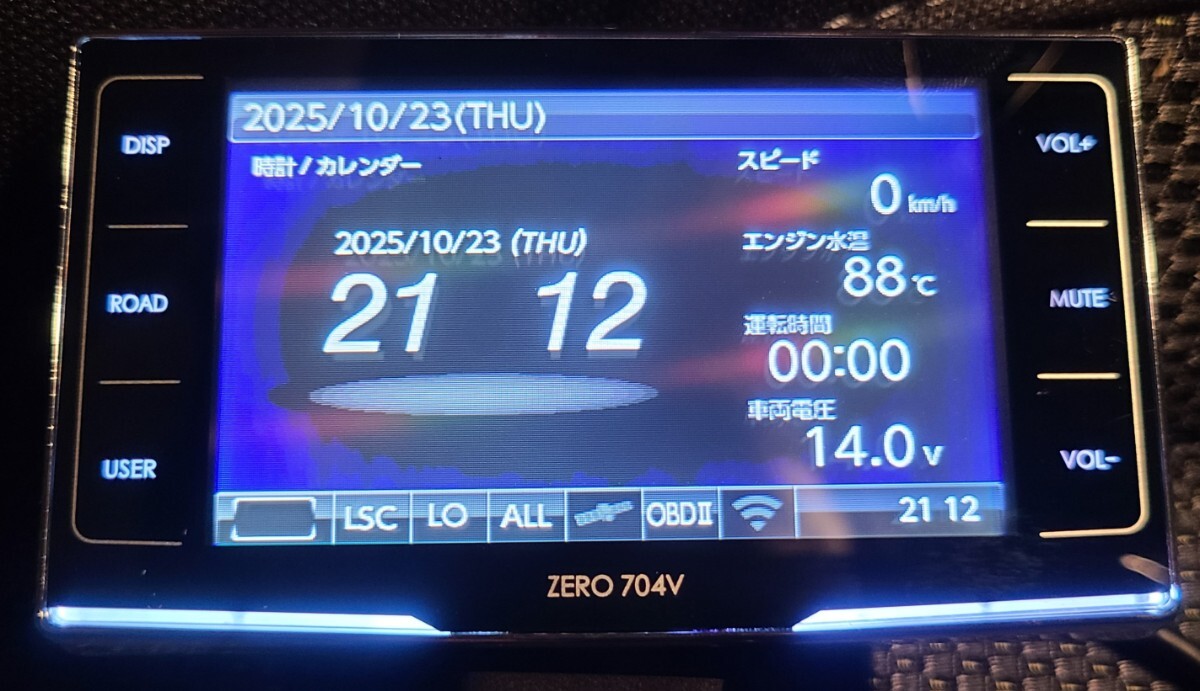 2025/10/23(THU)
時計/カレンダー
2025/10/23 (THU)
21 12
スピード
0 km/h
エンジン水温
88℃
運転時間
00:00
車両電圧
14.0 V
LSC LO ALL OBDII 21 12
DISP
ROAD
USER
VOL+
MUTE
VOL-
ZERO 704V